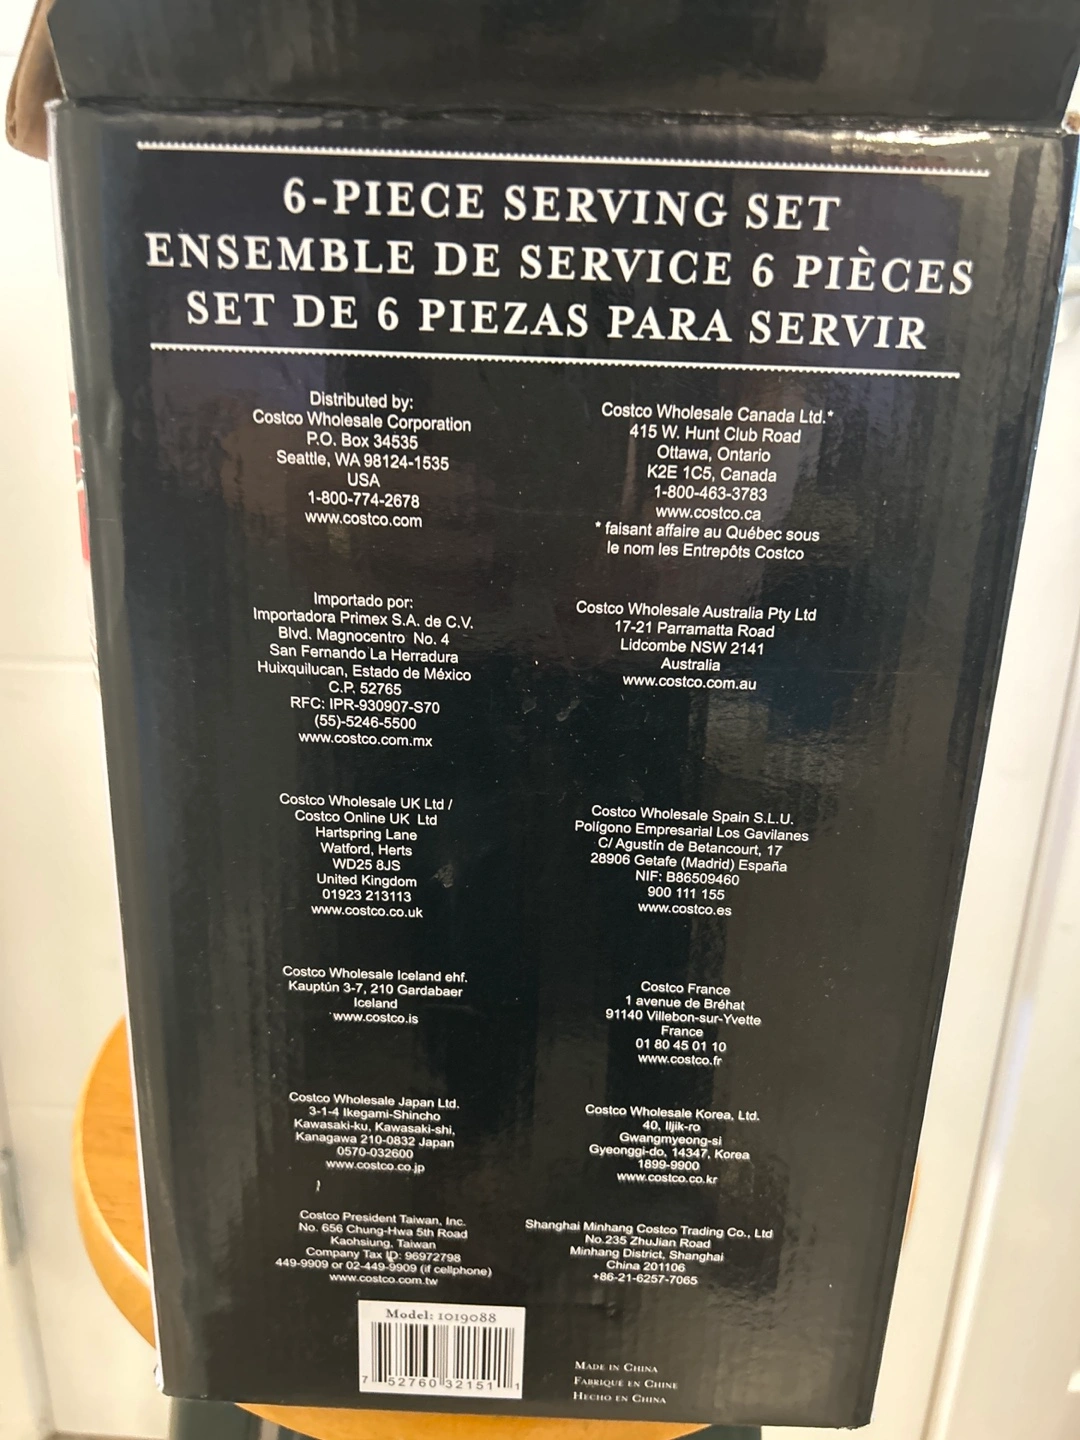 6-PIECE SERVING SET
ENSEMBLE DE SERVICE 6 PIÈCES
SET DE 6 PIEZAS PARA SERVIR
Distributed by:
Costco Wholesale Corporation
P.O. Box 34535
Seattle, WA 98124-1535
USA
1-800-774-2678
www.costco.com
Costco Wholesale Canada Ltd.*
415 W. Hunt Club Road
Ottawa, Ontario
K2E 1C5, Canada
1-800-463-3783
www.costco.ca
* faisant affaire au Québec sous
le nom les Entrepôts Costco
Importado por:
Importadora Primex S.A. de C.V.
Blvd. Magnocentro No. 4
San Fernando La Herradura
Huixquilucan, Estado de México
C.P. 52765
RFC: IPR-930907-S70
(55)-5246-5500
www.costco.com.mx
Costco Wholesale Australia Pty Ltd
17-21 Parramatta Road
Lidcombe NSW 2141
Australia
www.costco.com.au
Costco Wholesale UK Ltd /
Costco Online UK Ltd
Hartspring Lane
Watford, Herts
WD25 8JS
United Kingdom
01923 213113
www.costco.co.uk
Costco Wholesale Spain S.L.U.
Polígono Empresarial Los Gavilanes
C/ Agustín de Betancourt, 17
28906 Getafe (Madrid) España
NIF: B86509460
900 111 155
www.costco.es
Costco Wholesale Iceland ehf.
Kauptún 3-7, 210 Gardabaer
Iceland
www.costco.is
Costco France
1 avenue de Bréhat
91140 Villebon-sur-Yvette
France
01 80 45 01 10
www.costco.fr
Costco Wholesale Japan Ltd.
3-1-4 Ikegami-Shincho
Kawasaki-ku, Kawasaki-shi,
Kanagawa 210-0832 Japan
0570-032600
www.costco.co.jp
Costco Wholesale Korea, Ltd.
40, Iljik-ro
Gwangmyeong-si
Gyeonggi-do, 14347, Korea
1899-9900
www.costco.co.kr
Costco President Taiwan, Inc.
No. 656 Chung-Hwa 5th Road
Kaohsiung, Taiwan
Company Tax ID: 96972798
449-9909 or 02-449-9909 (if cellphone)
www.costco.com.tw
Shanghai Minhang Costco Trading Co., Ltd
No.235 ZhuJian Road
Minhang District, Shanghai
China 201106
+86-21-6257-7065
Model: 1019088
7 52760 32151 1
MADE IN CHINA
FABRIQUÉ EN CHINE
HECHO EN CHINA